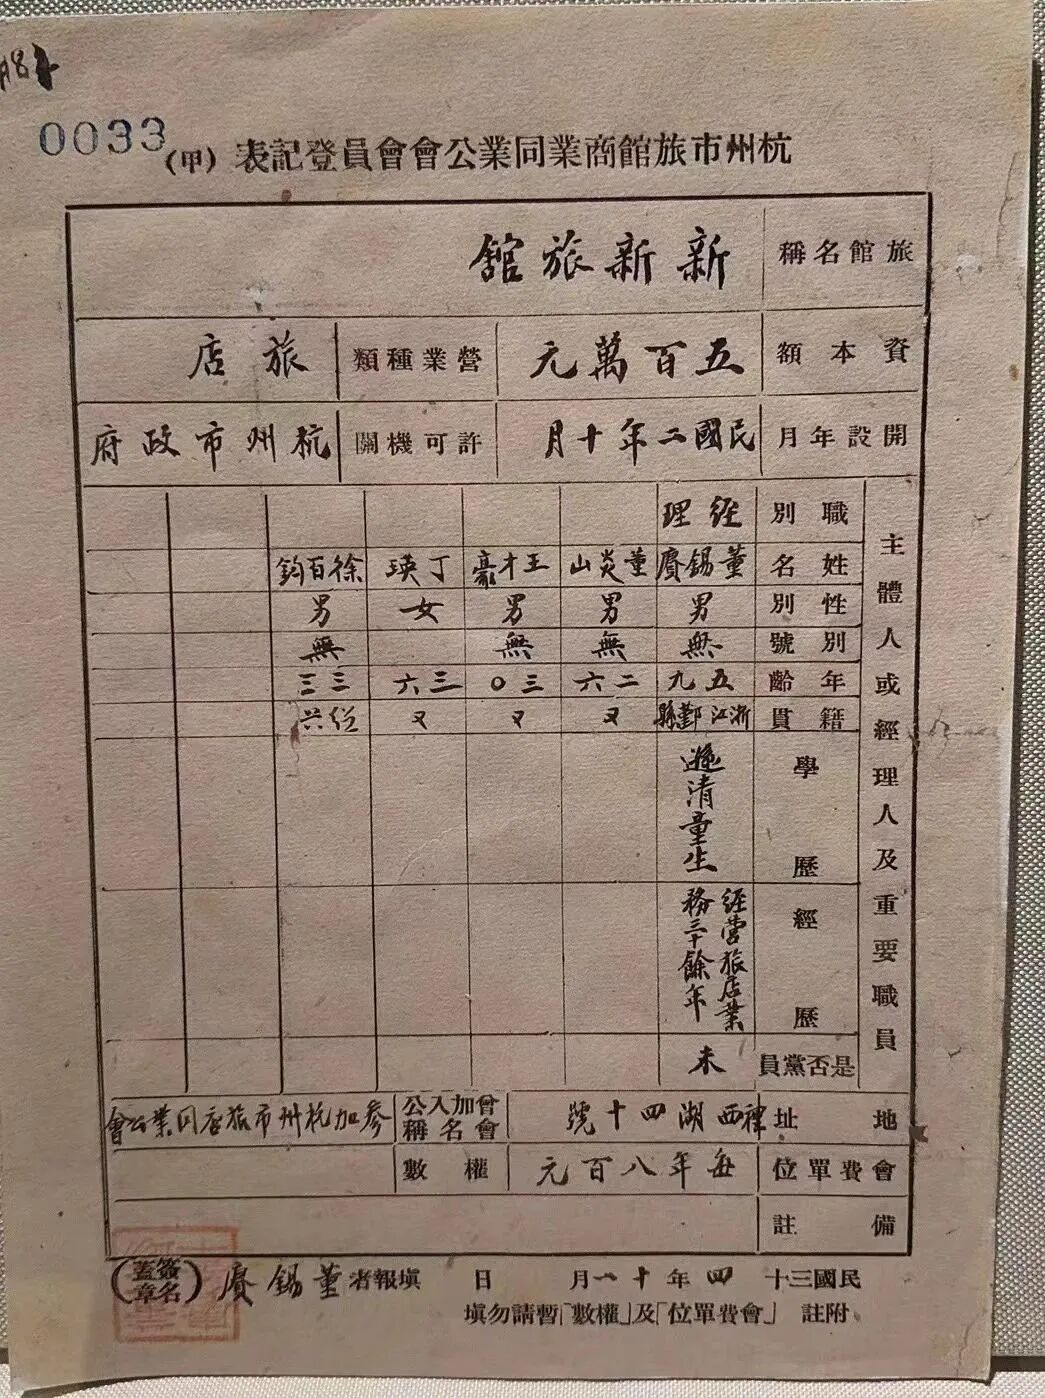 0033
杭州市旅館商業同業公會會員登記表（甲）
旅館名稱 新新旅館
資本額 五百萬元 營業種類 旅店
開設年月 民國二年十月 許可機關 杭州市政府
主體人或經理人及重要職員
職別 經理
姓名 董錫賡 董炎山 王才豪 丁瑛 徐百鈞
性別 男 男 男 女 男
別號 無 無 無 無
年齡 五九 二六 三〇 三六 三三
籍貫 浙江鄞縣 又 又 又
學歷 遜清童生
經歷 經營旅店業務三十餘年
是否黨員 未
地址 裡西湖四十號 曾加入公會名稱 參加杭州市旅店同業公會
會費單位 每年八百元 權數
備註
民國三十四年十一月 日 填報者 董錫賡 （簽名蓋章）
附註 「會費單位」及「權數」暫請勿填